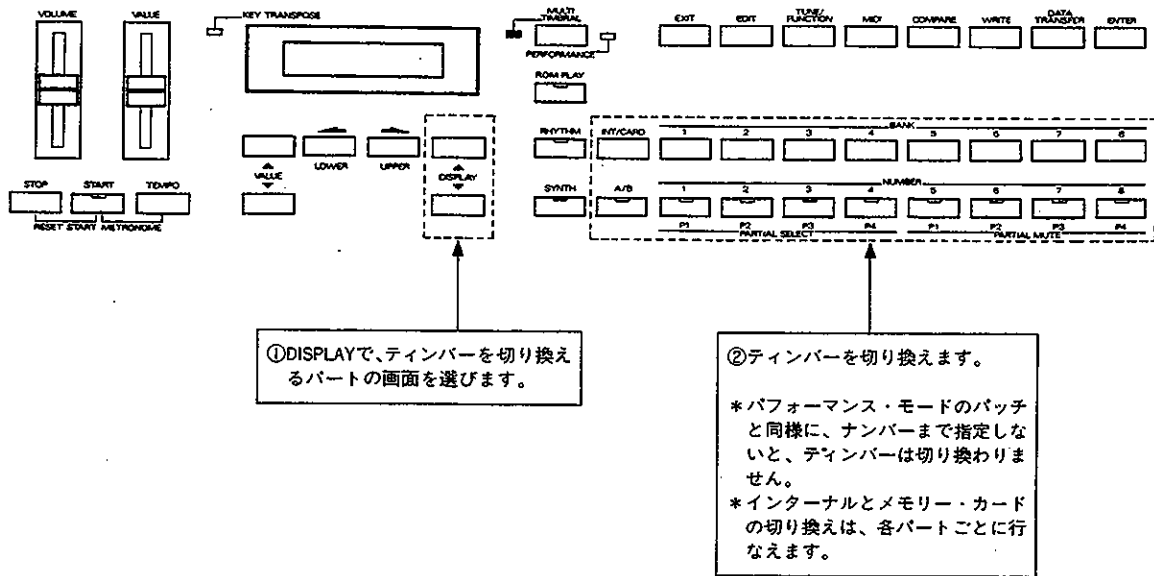 VOLUME
VALUE
KEY TRANSPOSE
MULTI
TIMBRAL
PERFORMANCE
EXIT
EDIT
TUNE/
FUNCTION
MIDI
COMPARE
WRITE
DATA
TRANSFER
ENTER
ROM PLAY
BANK
RHYTHM
INT/CARD
1 2 3 4 5 6 7 8
LOWER
UPPER
VALUE
DISPLAY
NUMBER
STOP
START
TEMPO
SYNTH
A/B
1 2 3 4 5 6 7 8
RESET START
METRONOME
P1 P2 P3 P4 P1 P2 P3 P4
PARTIAL SELECT
PARTIAL MUTE
①DISPLAYで、ティンバーを切り換え
るパートの画面を選びます。
②ティンバーを切り換えます。
*パフォーマンス・モードのパッチ
と同様に、ナンバーまで指定しな
いと、ティンバーは切り換わりま
せん。
*インターナルとメモリー・カード
の切り換えは、各パートごとに行
なえます。